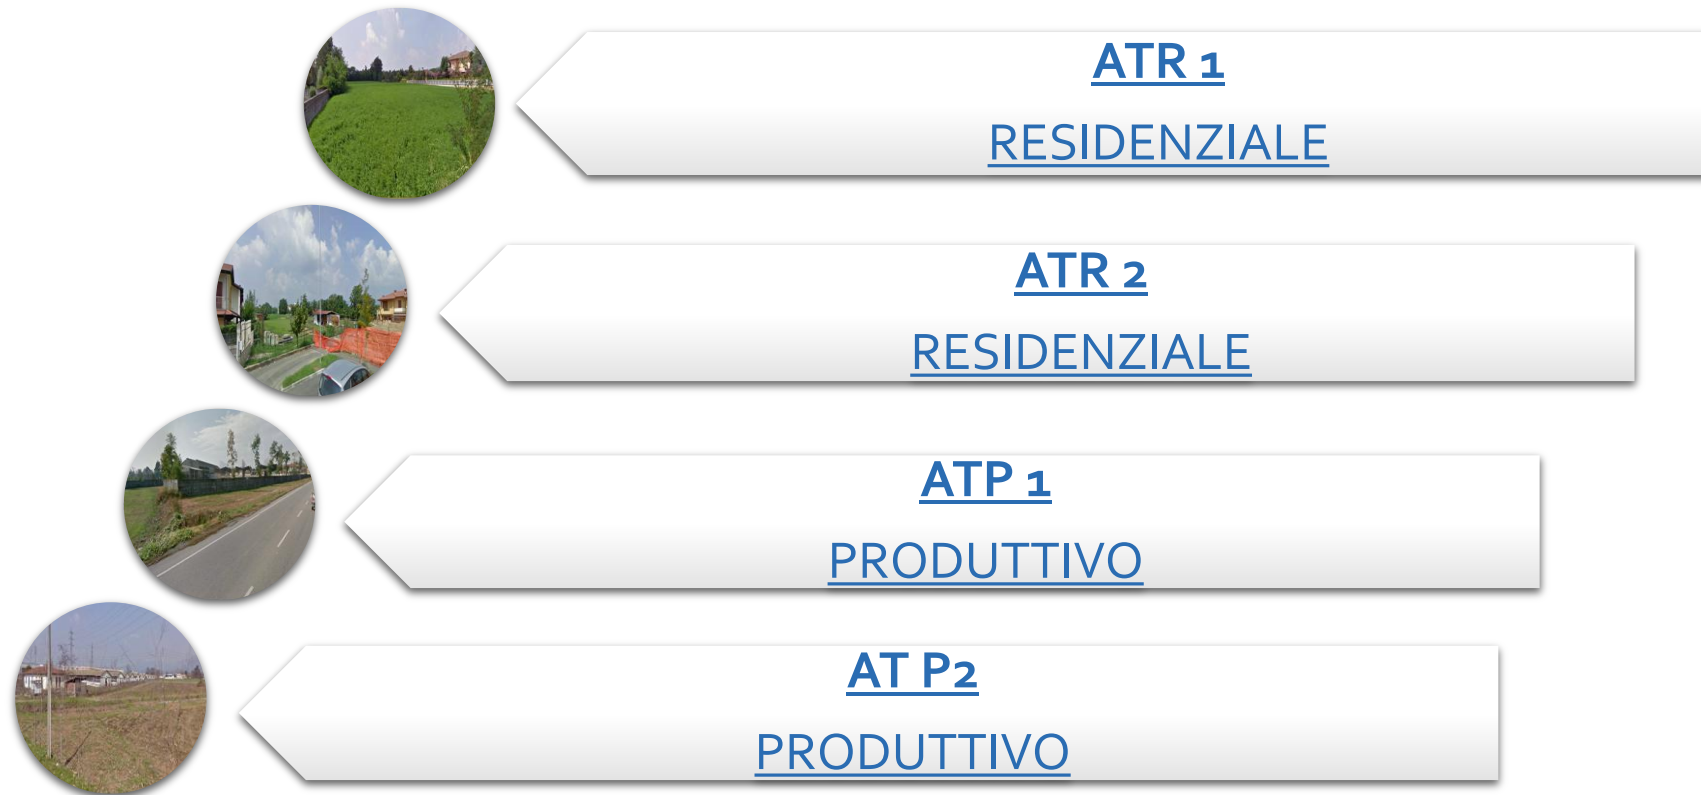 ATR 1
RESIDENZIALE
ATR 2
RESIDENZIALE
ATP 1
PRODUTTIVO
AT P2
PRODUTTIVO